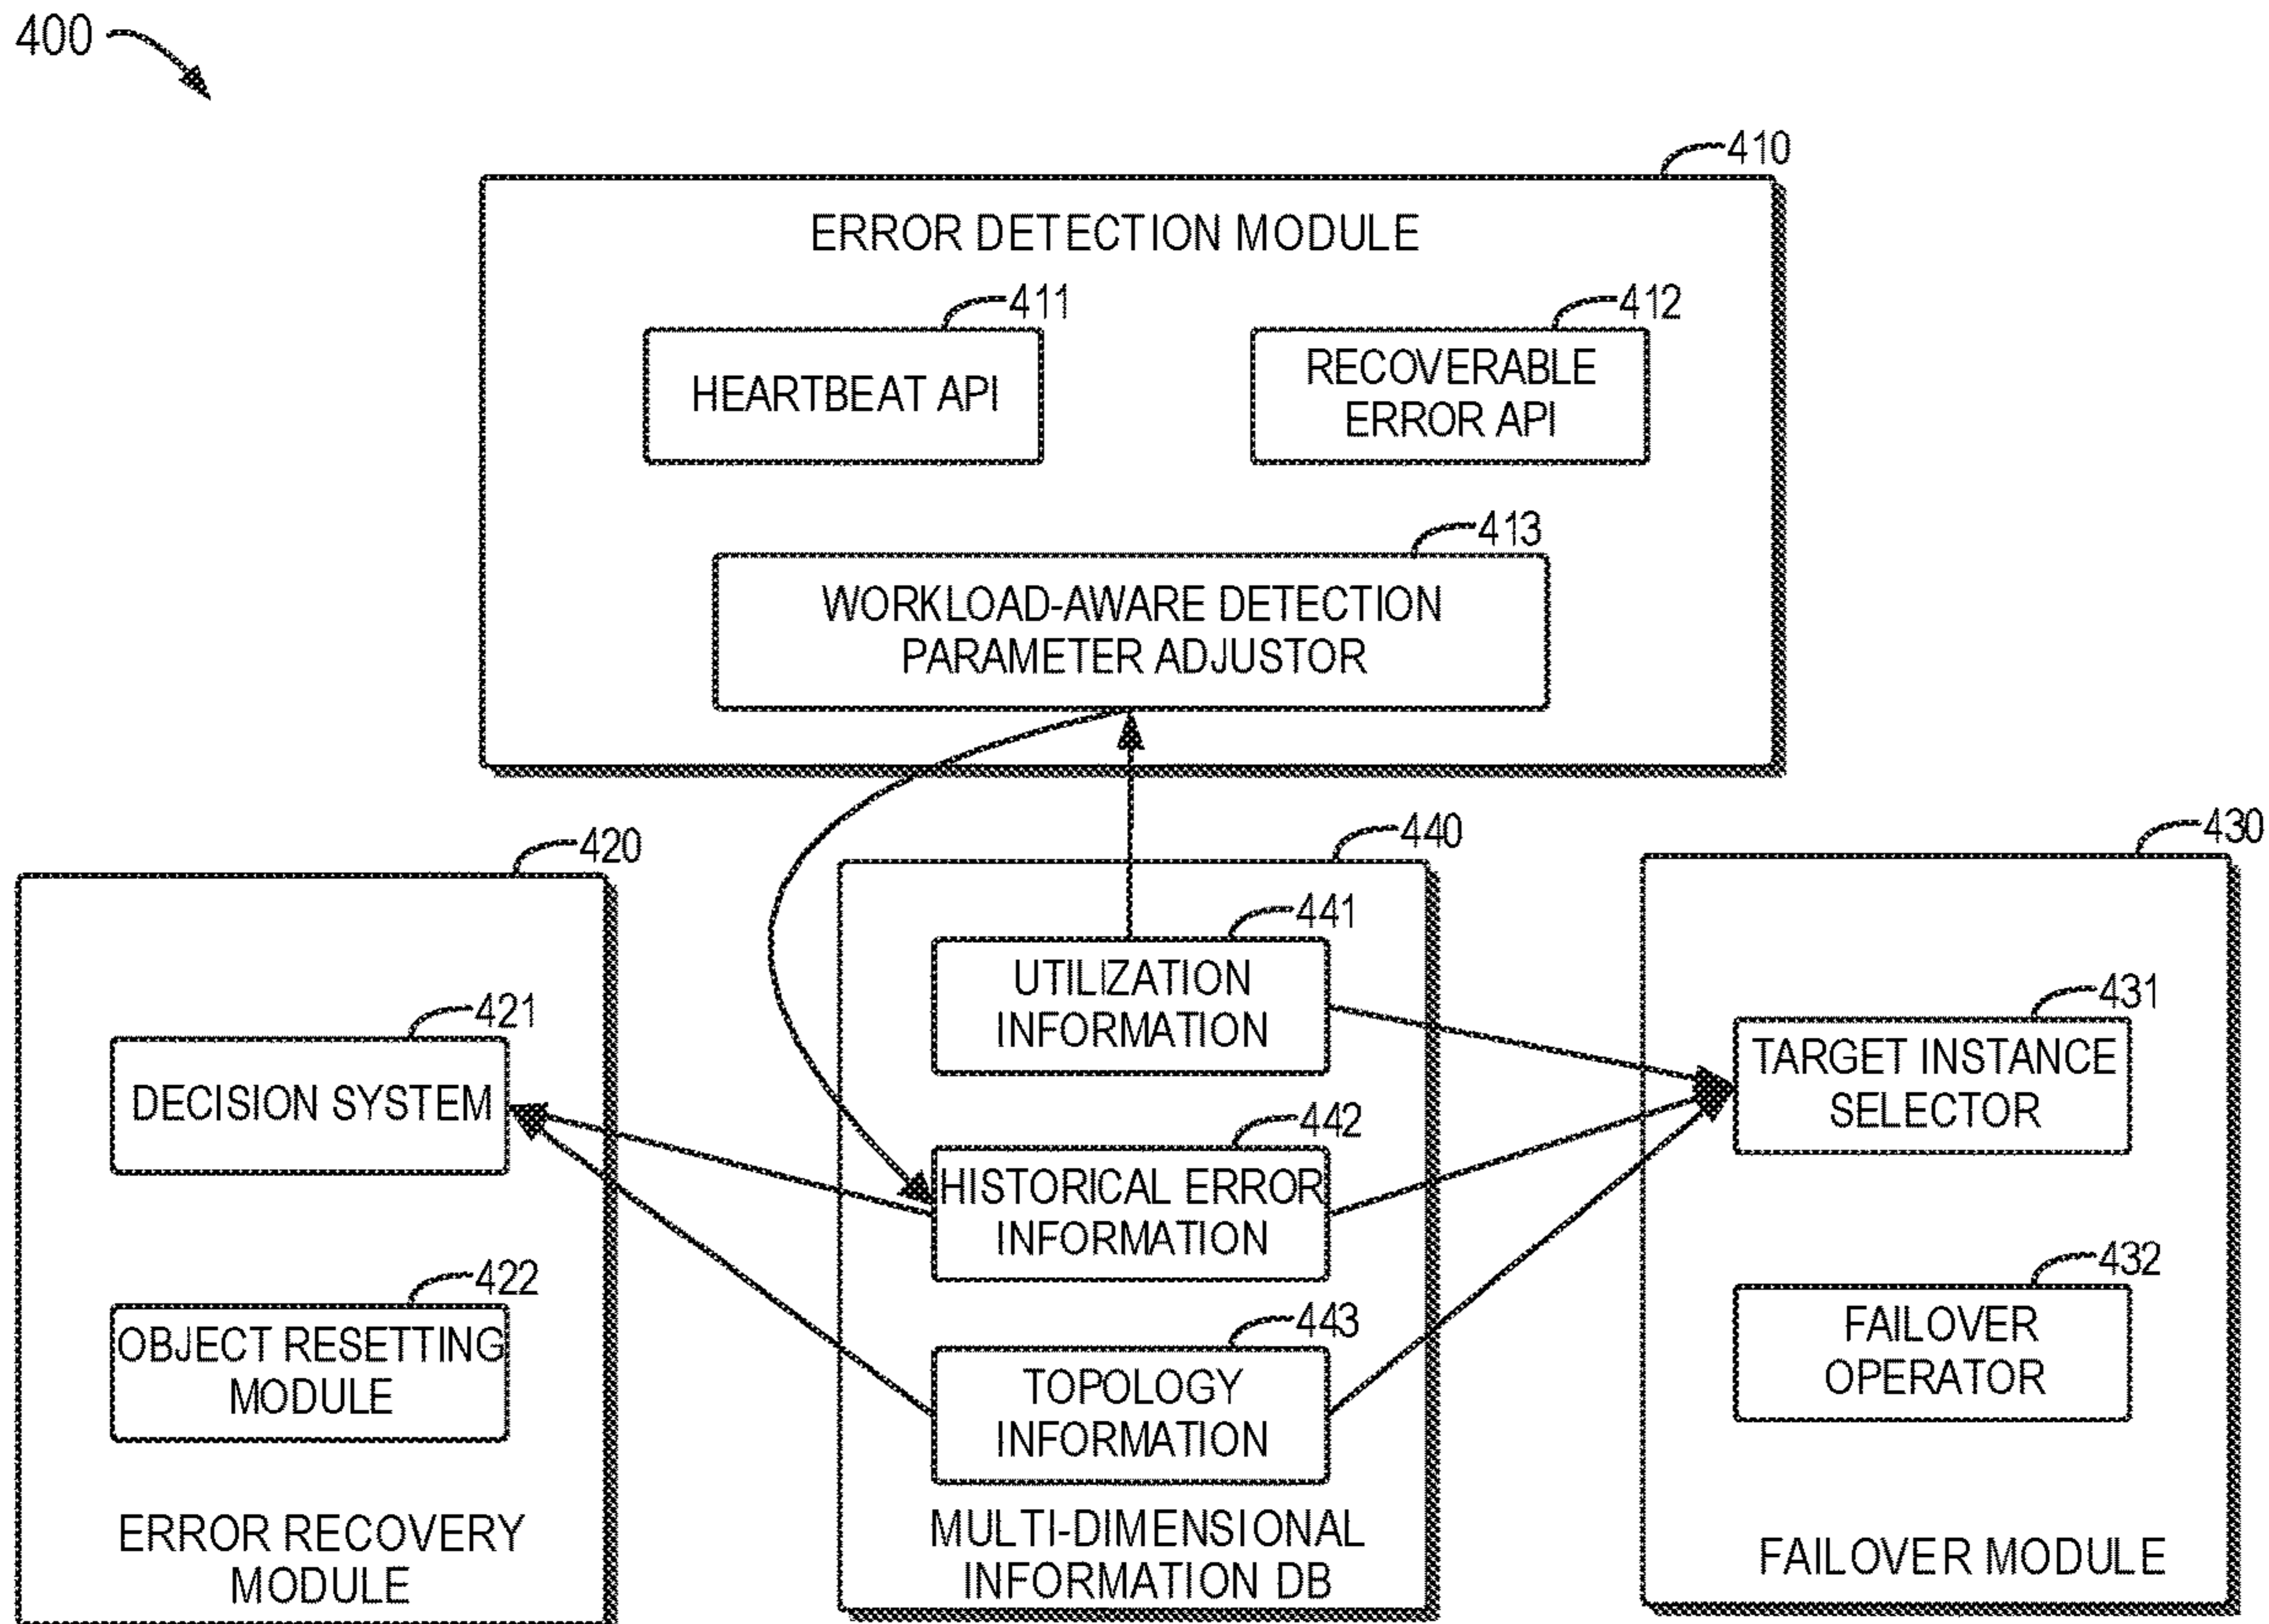 400
410
ERROR DETECTION MODULE
411
412
HEARTBEAT API
RECOVERABLE
ERROR API
413
WORKLOAD-AWARE DETECTION
PARAMETER ADJUSTOR
420
440
430
441
UTILIZATION
INFORMATION
421
431
DECISION SYSTEM
TARGET INSTANCE
SELECTOR
442
HISTORICAL ERROR
INFORMATION
422
432
OBJECT RESETTING
MODULE
443
TOPOLOGY
INFORMATION
FAILOVER
OPERATOR
ERROR RECOVERY
MODULE
MULTI-DIMENSIONAL
INFORMATION DB
FAILOVER MODULE